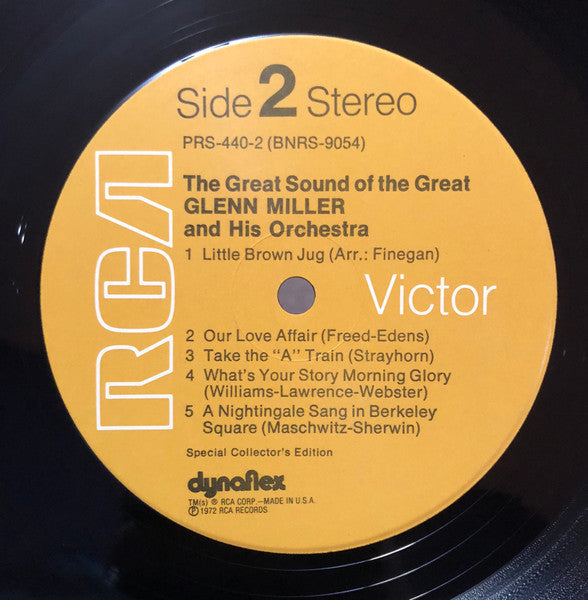 RCA
Side 2 Stereo
PRS-440-2 (BNRS-9054)
The Great Sound of the Great
GLENN MILLER
and His Orchestra
1 Little Brown Jug (Arr.: Finegan)
Victor
2 Our Love Affair (Freed-Edens)
3 Take the "A" Train (Strayhorn)
4 What's Your Story Morning Glory
(Williams-Lawrence-Webster)
5 A Nightingale Sang in Berkeley
Square (Maschwitz-Sherwin)
Special Collector's Edition
dynaflex
TM(s) ® RCA CORP.—MADE IN U.S.A.
℗ 1972 RCA RECORDS